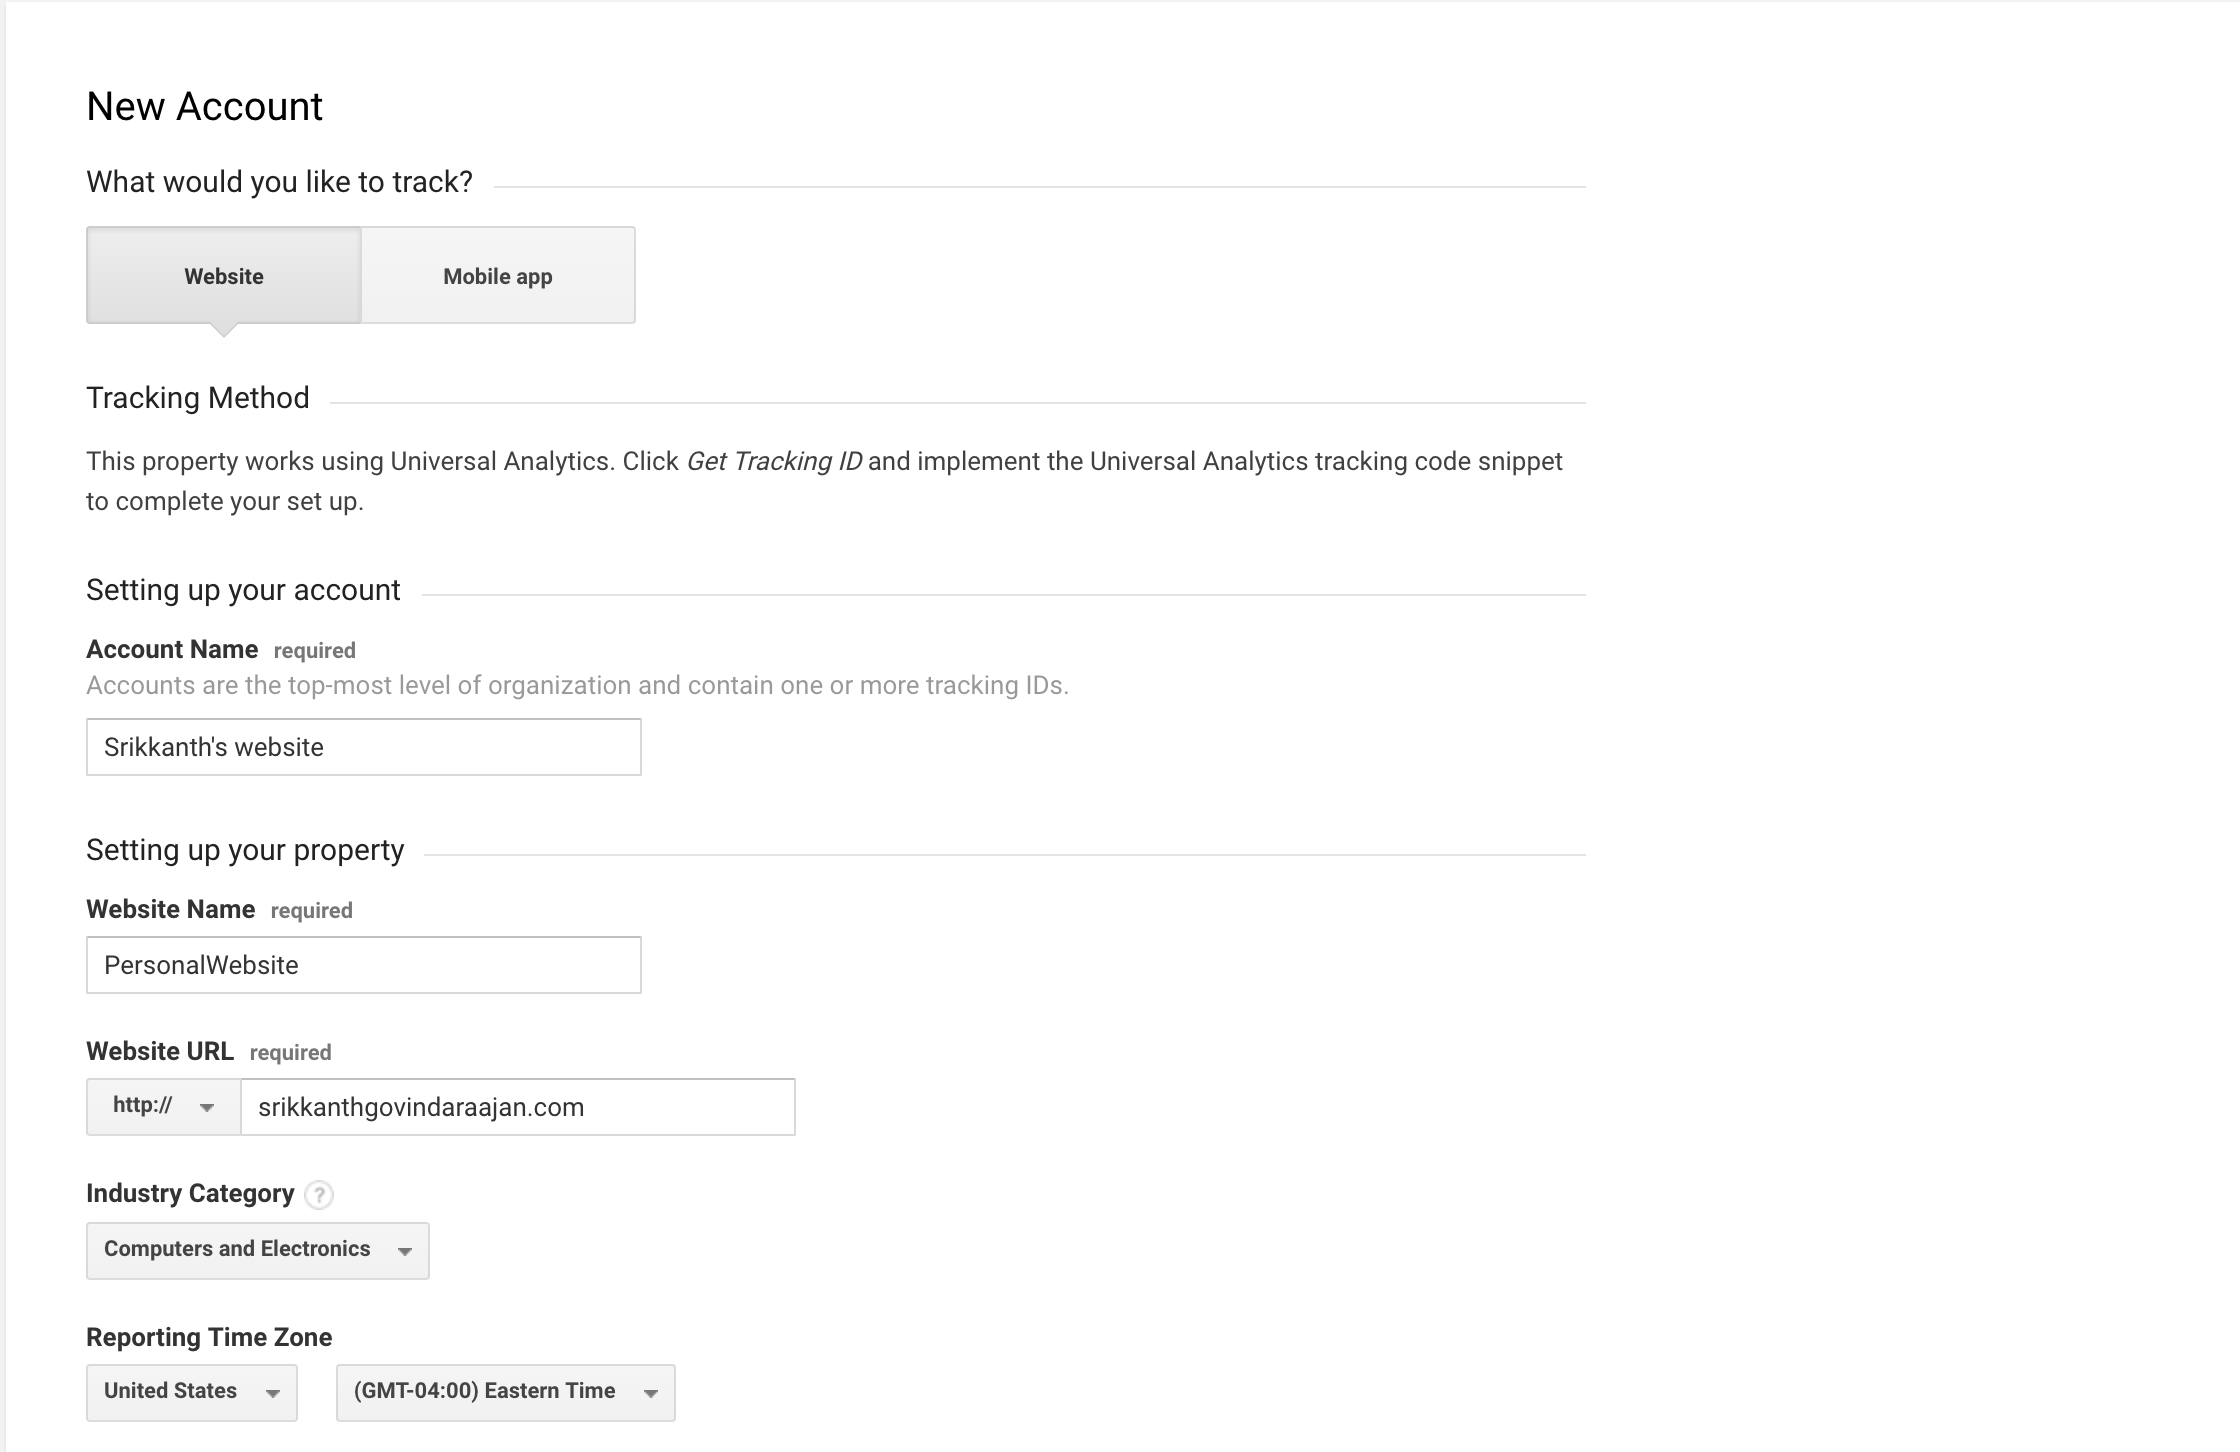 New Account
What would you like to track?
Website Mobile app
Tracking Method
This property works using Universal Analytics. Click Get Tracking ID and implement the Universal Analytics tracking code snippet
to complete your set up.
Setting up your account
Account Name required
Accounts are the top-most level of organization and contain one or more tracking IDs.
Srikkanth's website
Setting up your property
Website Name required
PersonalWebsite
Website URL required
http:// srikkanthgovindaraajan.com
Industry Category ?
Computers and Electronics
Reporting Time Zone
United States (GMT-04:00) Eastern Time